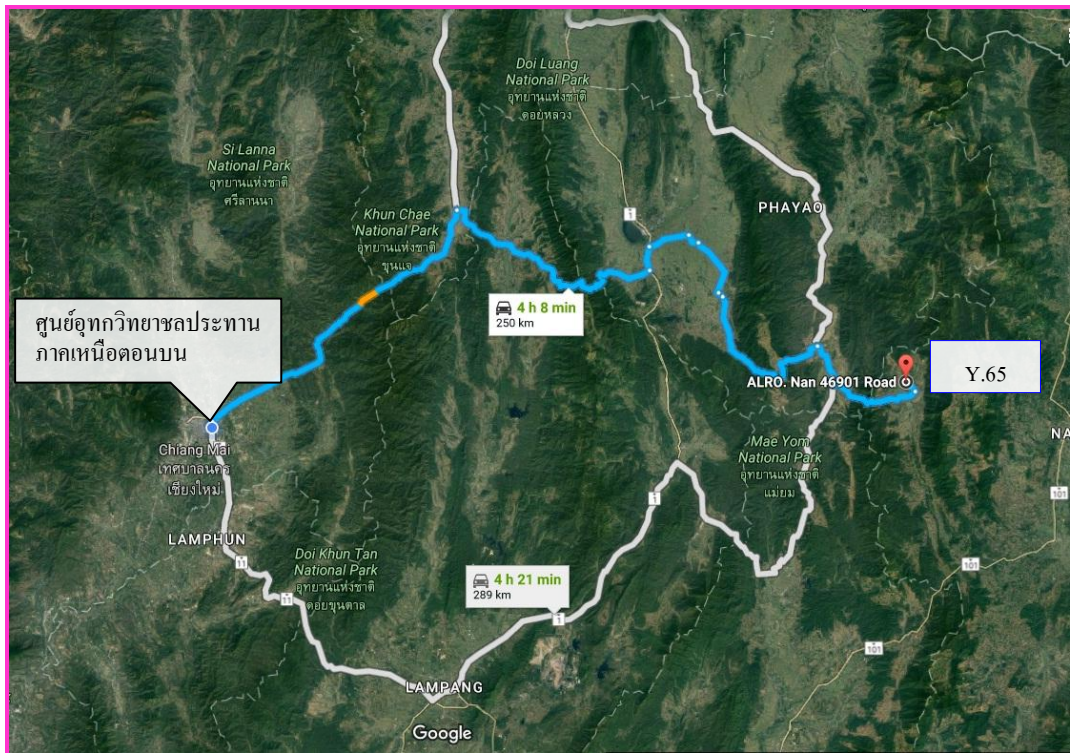 Doi Luang
National Park
อุทยานแห่งชาติ
ดอยหลวง
Si Lanna
National Park
อุทยานแห่งชาติ
ศรีลานนา
Khun Chae
National Park
อุทยานแห่งชาติ
ขุนแจ
1
PHAYAO
ศูนย์อุทกวิทยาชลประทาน
ภาคเหนือตอนบน
4 h 8 min
250 km
ALRO. Nan 46901 Road
Y.65
Chiang Mai
เทศบาลนคร
เชียงใหม่
Mae Yom
National Park
อุทยานแห่งชาติ
แม่ยม
NA
101
1
LAMPHUN
11
Doi Khun Tan
National Park
อุทยานแห่งชาติ
ดอยขุนตาล
11
4 h 21 min
289 km
1
101
101
LAMPANG
Google